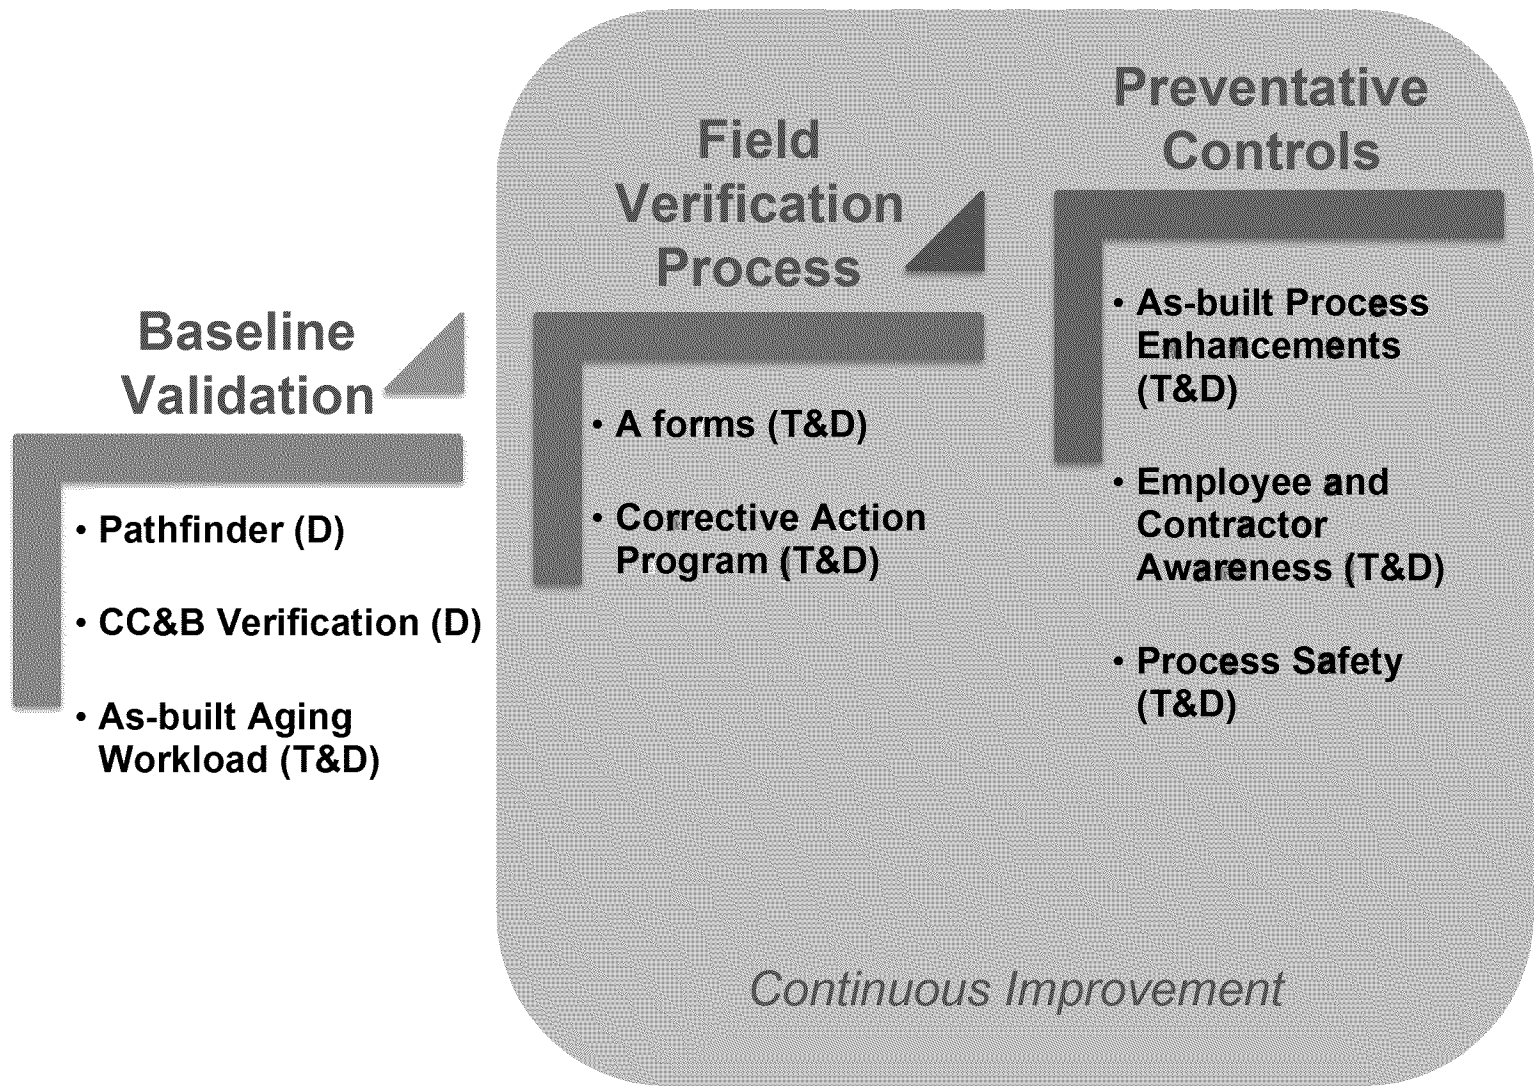 Baseline
Validation
• Pathfinder (D)
• CC&B Verification (D)
• As-built Aging
Workload (T&D)
Field
Verification
Process
• A forms (T&D)
• Corrective Action
Program (T&D)
Preventative
Controls
• As-built Process
Enhancements
(T&D)
• Employee and
Contractor
Awareness (T&D)
• Process Safety
(T&D)
Continuous Improvement